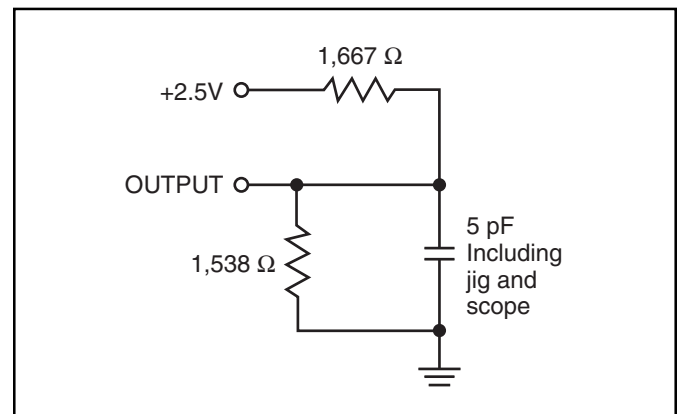 1,667 Ω
+2.5V
OUTPUT
1,538 Ω
5 pF
Including
jig and
scope